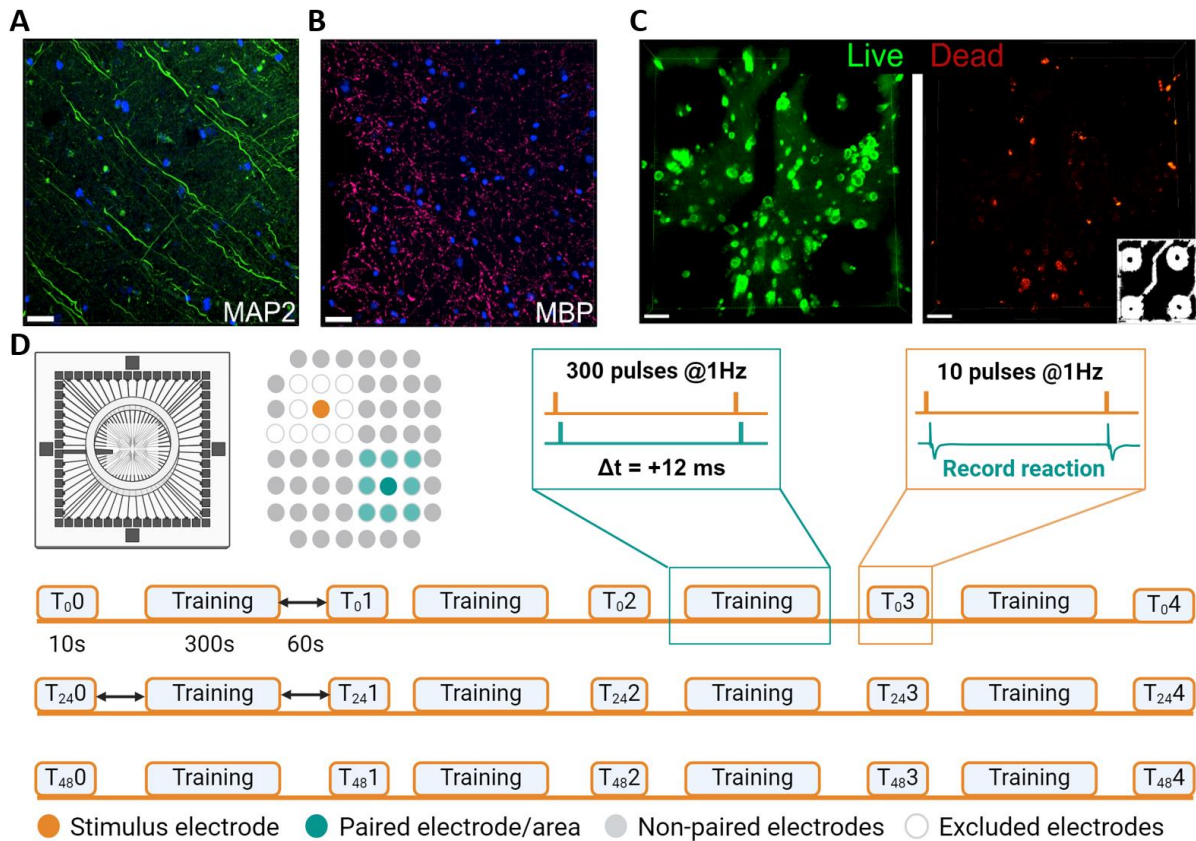 A
B
C
Live Dead
MAP2
MBP
D
300 pulses @1Hz
Δt = +12 ms
10 pulses @1Hz
Record reaction
T₀0 Training T₀1 Training T₀2 Training T₀3 Training T₀4
10s 300s 60s
T₂₄0 Training T₂₄1 Training T₂₄2 Training T₂₄3 Training T₂₄4
T₄₈0 Training T₄₈1 Training T₄₈2 Training T₄₈3 Training T₄₈4
Stimulus electrode Paired electrode/area Non-paired electrodes Excluded electrodes